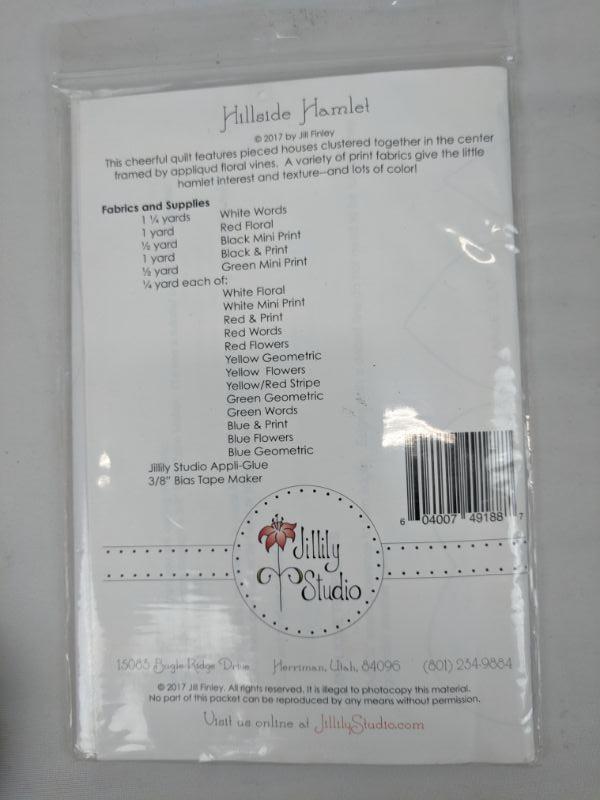 Hillside Hamlet
© 2017 by Jill Finley
This cheerful quilt features pieced houses clustered together in the center
framed by appliqud floral vines. A variety of print fabrics give the little
hamlet interest and texture--and lots of color!
Fabrics and Supplies
1 ¼ yards White Words
1 yard Red Floral
½ yard Black Mini Print
1 yard Black & Print
½ yard Green Mini Print
¼ yard each of:
White Floral
White Mini Print
Red & Print
Red Words
Red Flowers
Yellow Geometric
Yellow Flowers
Yellow/Red Stripe
Green Geometric
Green Words
Blue & Print
Blue Flowers
Blue Geometric
Jillily Studio Appli-Glue
3/8" Bias Tape Maker
6 04007 49188 7
Jillily
Studio
15083 Bugle Ridge Drive Herriman, Utah, 84096 (801) 234-9884
© 2017 Jill Finley. All rights reserved. It is illegal to photocopy this material.
No part of this packet can be reproduced by any means without permission.
Visit us online at JillilyStudio.com